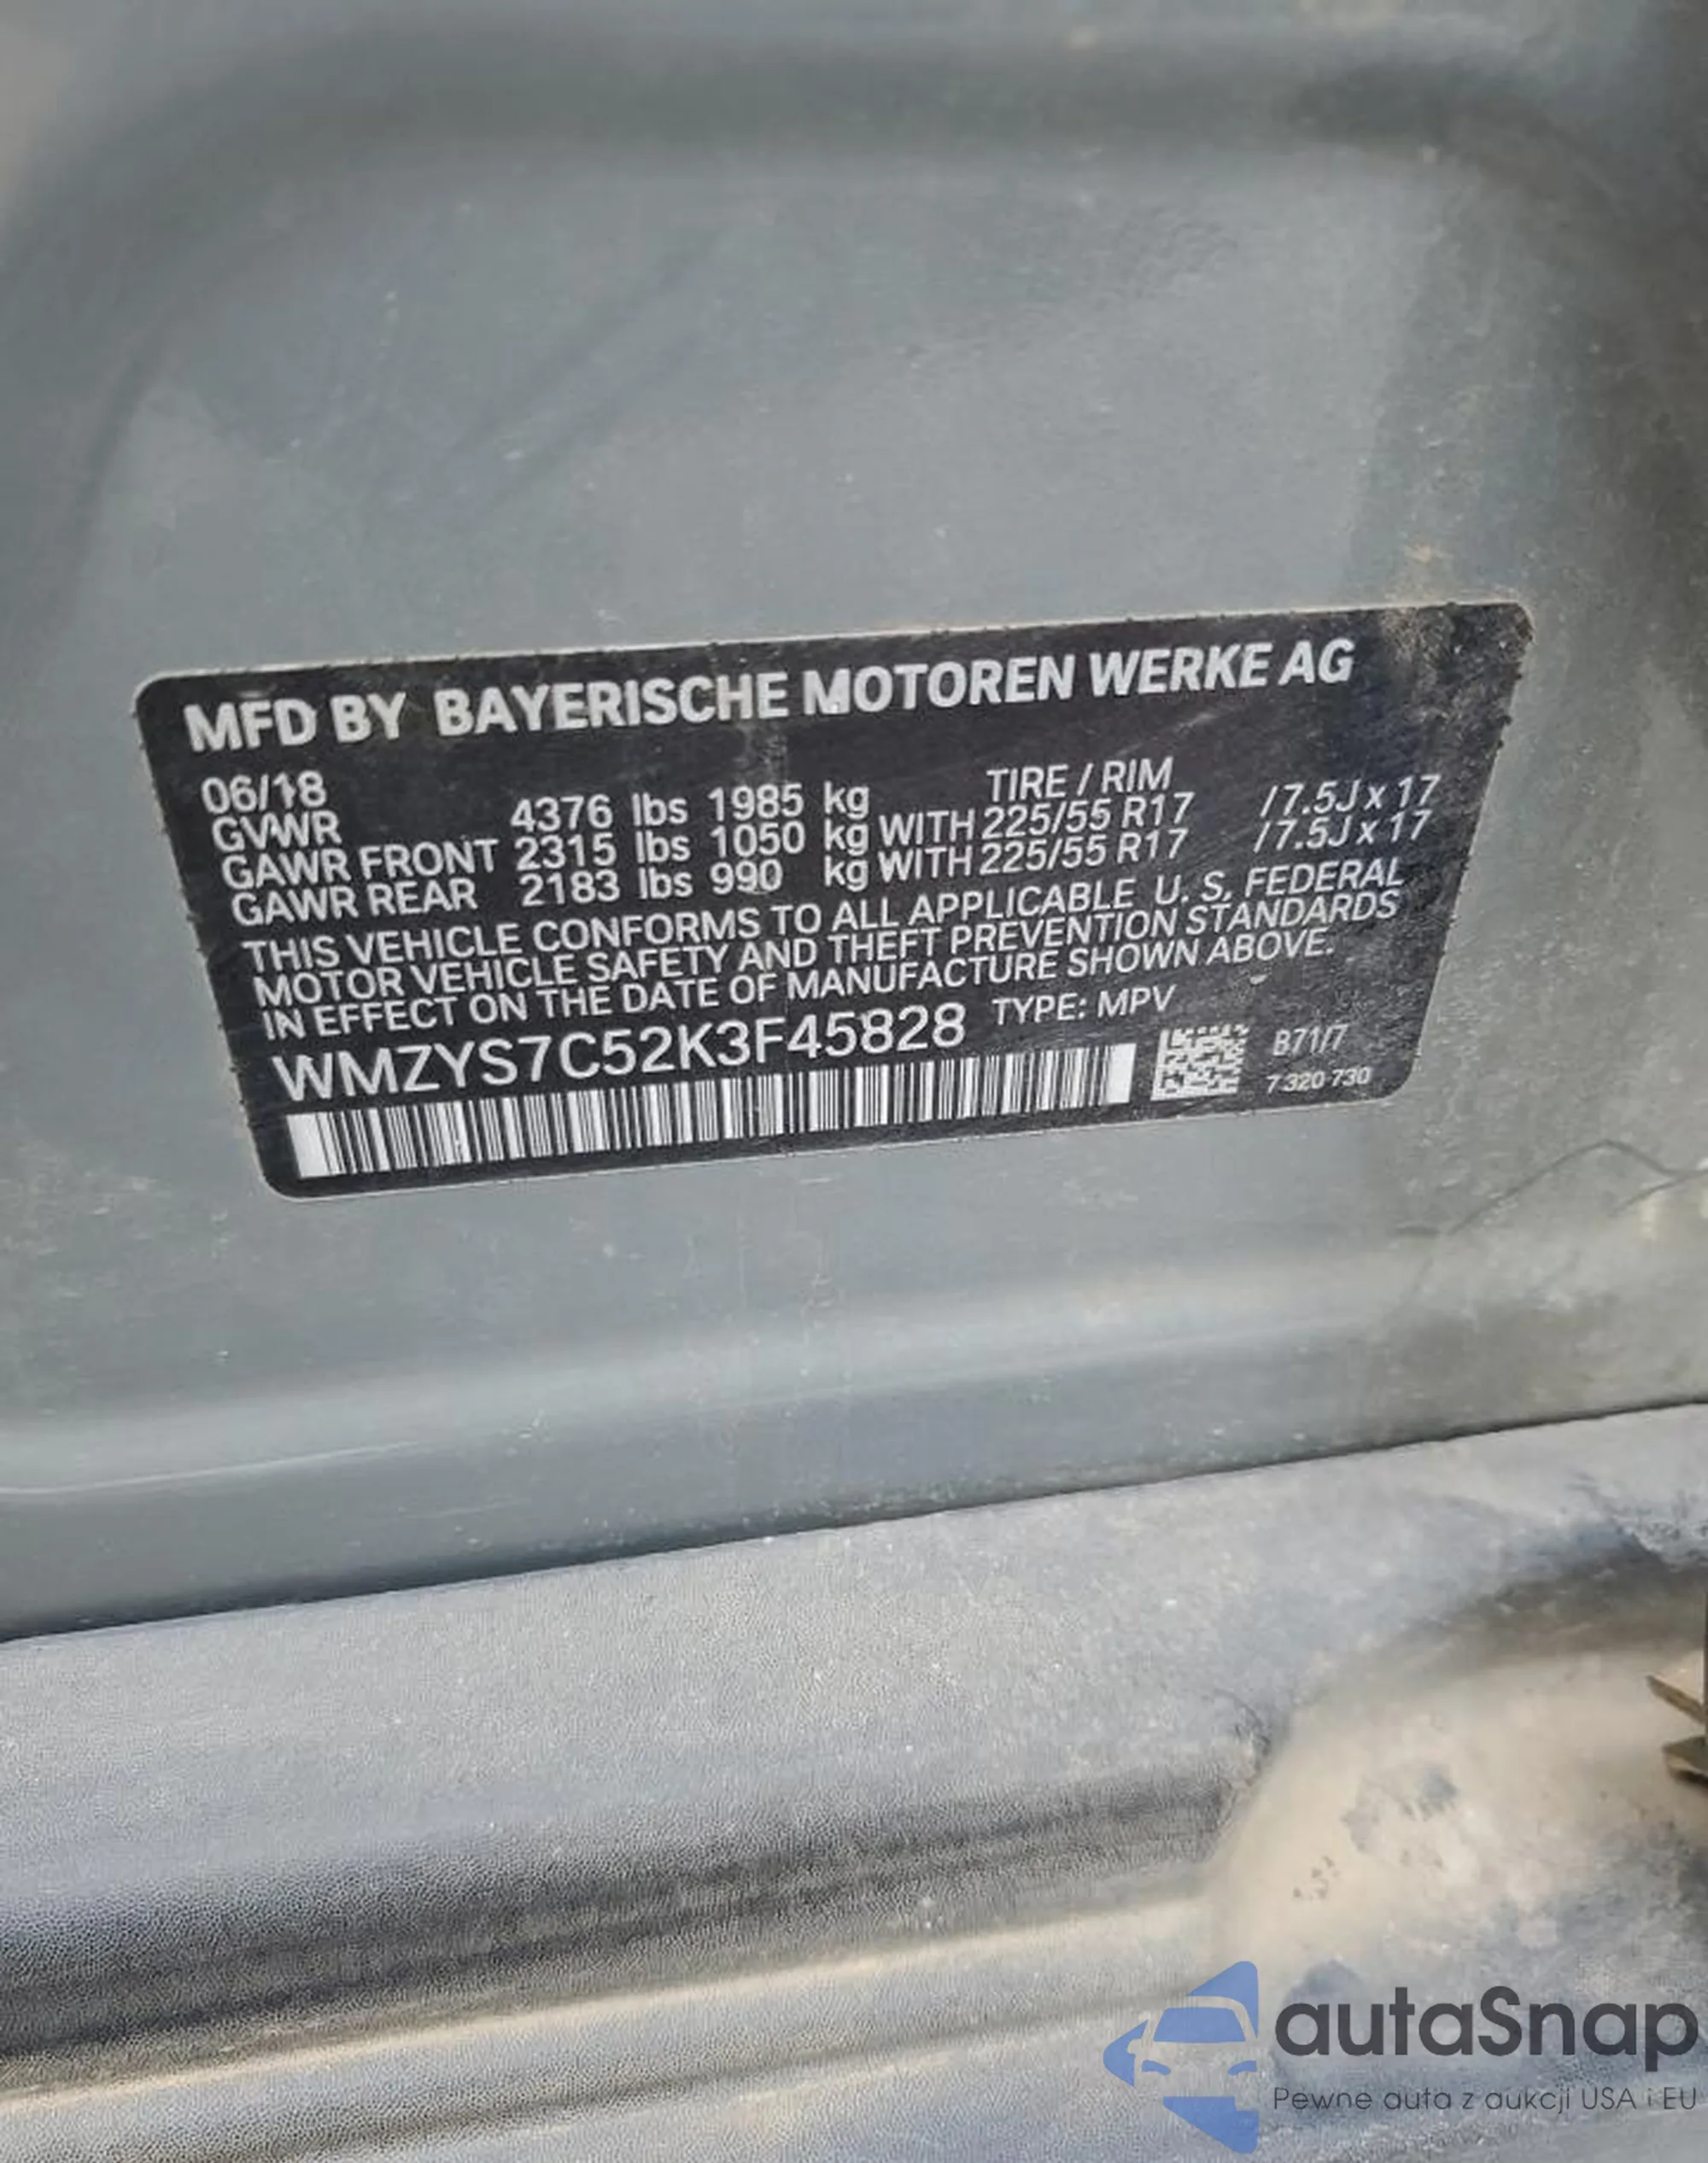 MFD BY BAYERISCHE MOTOREN WERKE AG
06/18 TIRE / RIM
GVWR 4376 lbs 1985 kg
GAWR FRONT 2315 lbs 1050 kg WITH 225/55 R17 /7.5J x 17
GAWR REAR 2183 lbs 990 kg WITH 225/55 R17 /7.5J x 17
THIS VEHICLE CONFORMS TO ALL APPLICABLE U. S. FEDERAL
MOTOR VEHICLE SAFETY AND THEFT PREVENTION STANDARDS
IN EFFECT ON THE DATE OF MANUFACTURE SHOWN ABOVE.
WMZYS7C52K3F45828 TYPE: MPV
B71/7
7 320 730
autaSnap
Pewne auta z aukcji USA i EU